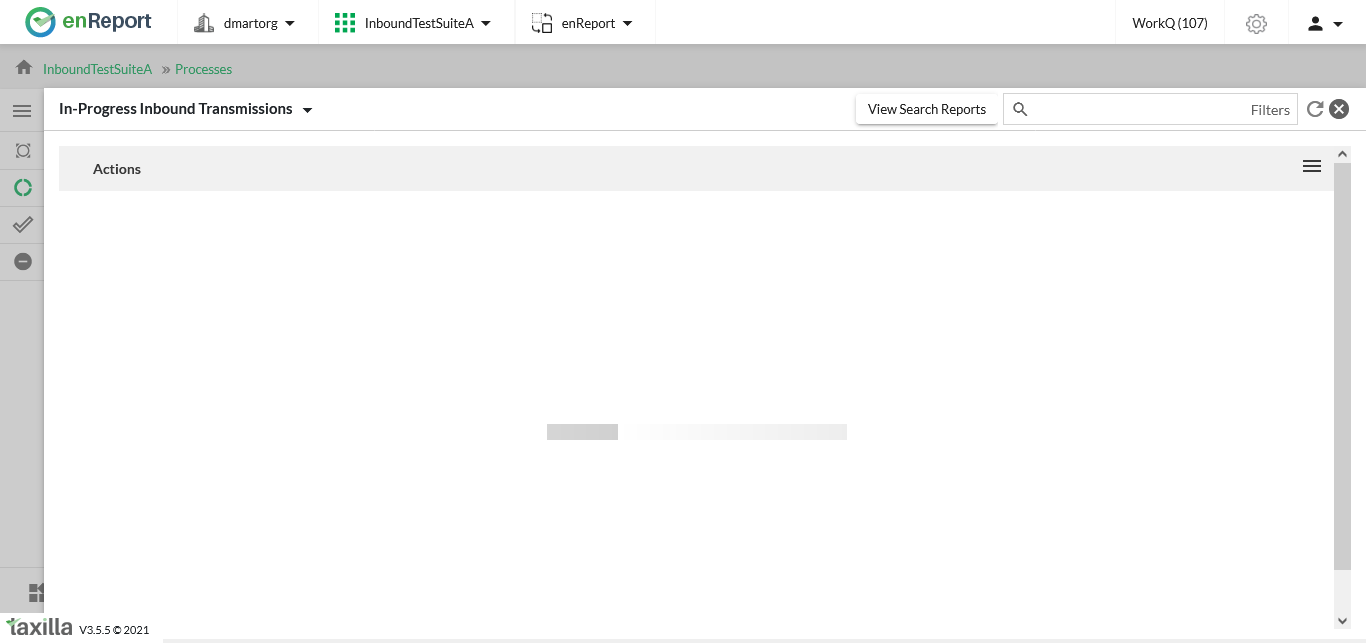 enReport
dmartorg
InboundTestSuiteA
enReport
WorkQ (107)
InboundTestSuiteA » Processes
In-Progress Inbound Transmissions
View Search Reports
Filters
Actions
taxilla V3.5.5 © 2021